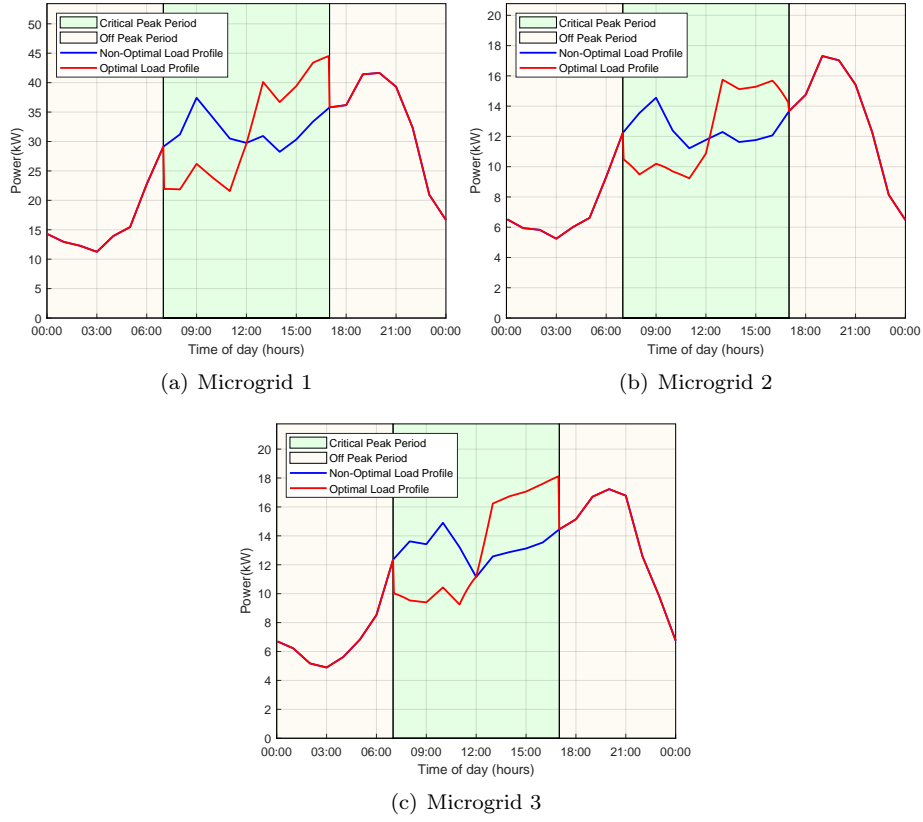 Critical Peak Period
Off Peak Period
Non-Optimal Load Profile
Optimal Load Profile
Power(kW)
50
45
40
35
30
25
20
15
10
5
0
00:00 03:00 06:00 09:00 12:00 15:00 18:00 21:00 00:00
Time of day (hours)
(a) Microgrid 1
Critical Peak Period
Off Peak Period
Non-Optimal Load Profile
Optimal Load Profile
Power(kW)
20
18
16
14
12
10
8
6
4
2
0
00:00 03:00 06:00 09:00 12:00 15:00 18:00 21:00 00:00
Time of day (hours)
(b) Microgrid 2
Critical Peak Period
Off Peak Period
Non-Optimal Load Profile
Optimal Load Profile
Power(kW)
20
18
16
14
12
10
8
6
4
2
0
00:00 03:00 06:00 09:00 12:00 15:00 18:00 21:00 00:00
Time of day (hours)
(c) Microgrid 3